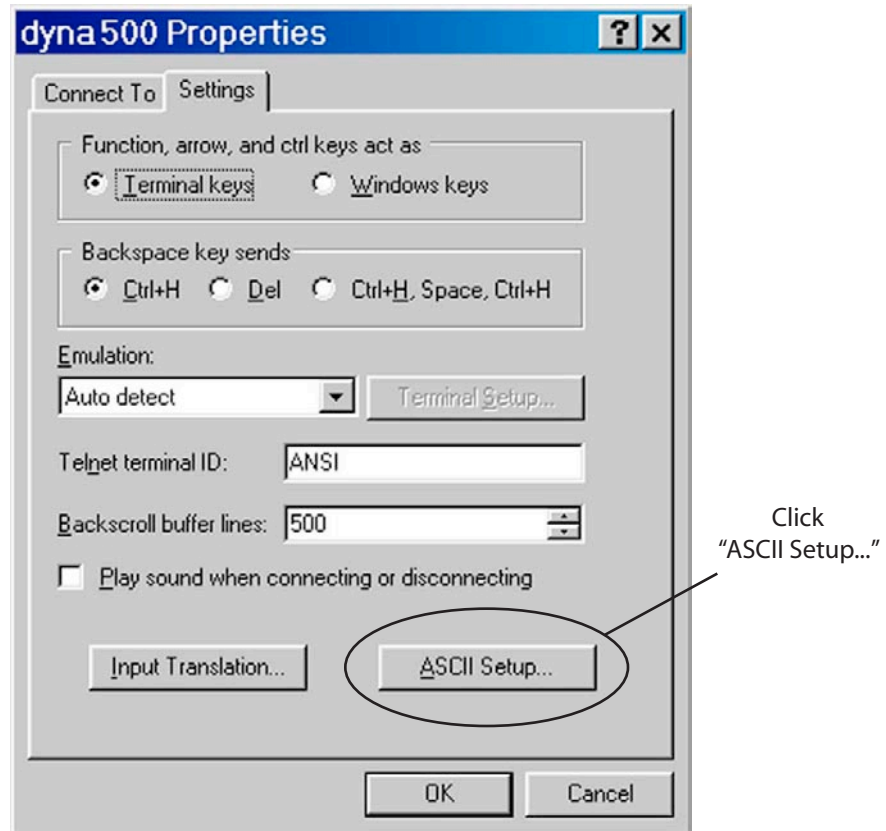 dyna500 Properties
Connect To Settings
Function, arrow, and ctrl keys act as
Terminal keys Windows keys
Backspace key sends
Ctrl+H Del Ctrl+H, Space, Ctrl+H
Emulation:
Auto detect Terminal Setup...
Telnet terminal ID: ANSI
Backscroll buffer lines: 500
Play sound when connecting or disconnecting
Click
“ASCII Setup...”
Input Translation... ASCII Setup...
OK Cancel